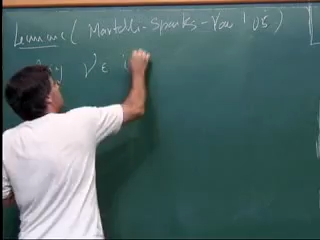 Lemma (Martelli-Sparks-Yau '05)
ν ∈